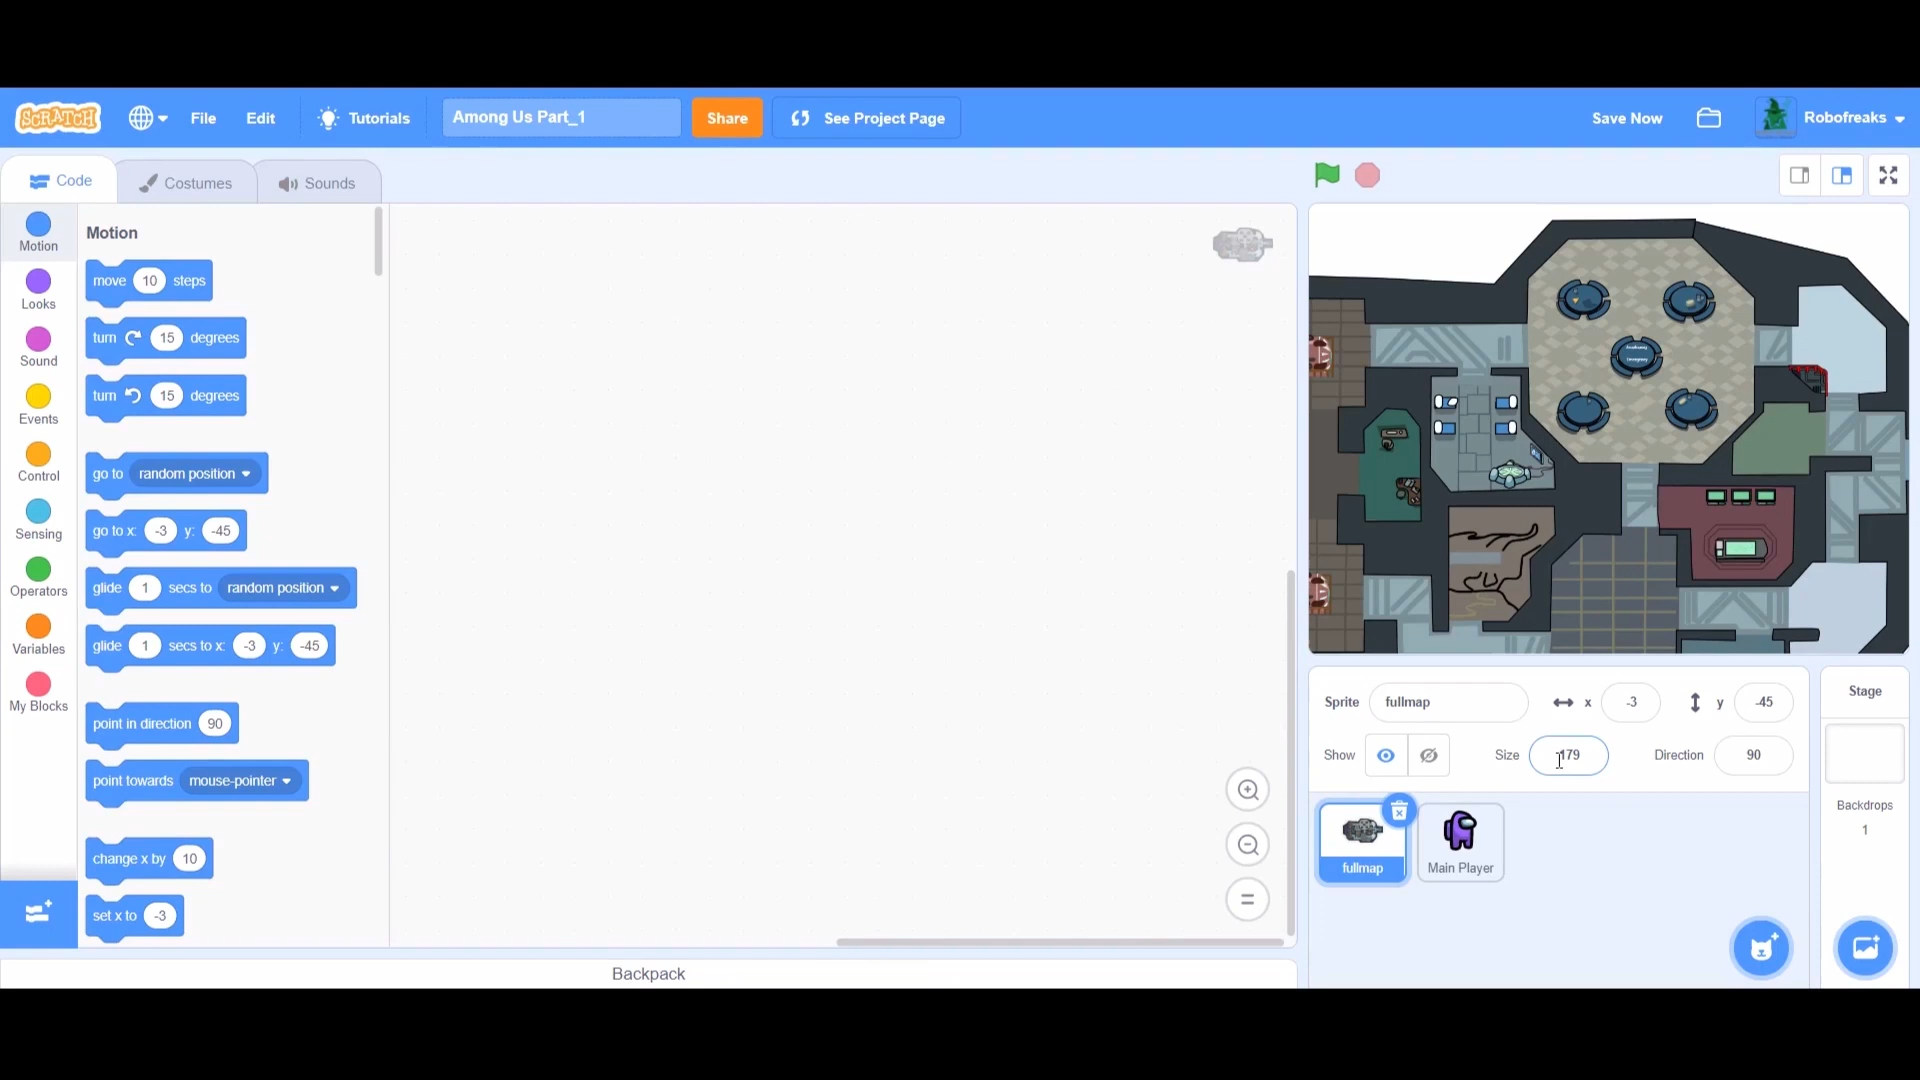 SCRATCH File Edit Tutorials Among Us Part_1 Share See Project Page Save Now Robofreaks
Code Costumes Sounds
Motion
Looks
Sound
Events
Control
Sensing
Operators
Variables
My Blocks
Motion
move 10 steps
turn 15 degrees
turn 15 degrees
go to random position
go to x: -3 y: -45
glide 1 secs to random position
glide 1 secs to x: -3 y: -45
point in direction 90
point towards mouse-pointer
change x by 10
set x to -3
Backpack
Sprite fullmap x -3 y -45
Show Size 179 Direction 90
fullmap Main Player
Stage
Backdrops
1